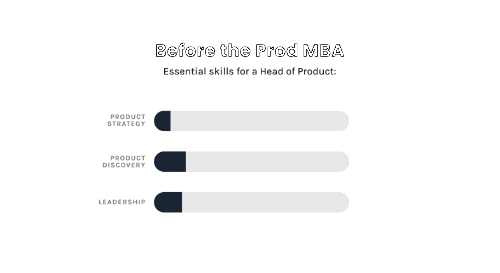 Before the Prod MBA
Essential skills for a Head of Product:
PRODUCT
STRATEGY
PRODUCT
DISCOVERY
LEADERSHIP